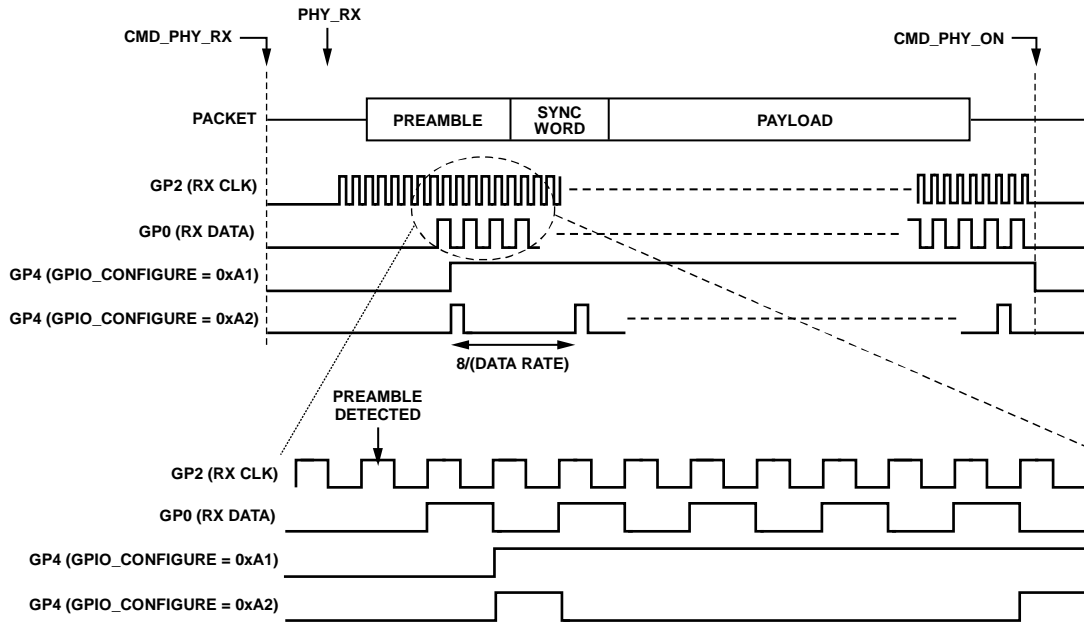 PHY_RX
CMD_PHY_RX
CMD_PHY_ON
PACKET
PREAMBLE
SYNC
WORD
PAYLOAD
GP2 (RX CLK)
GP0 (RX DATA)
GP4 (GPIO_CONFIGURE = 0xA1)
GP4 (GPIO_CONFIGURE = 0xA2)
8/(DATA RATE)
PREAMBLE
DETECTED
GP2 (RX CLK)
GP0 (RX DATA)
GP4 (GPIO_CONFIGURE = 0xA1)
GP4 (GPIO_CONFIGURE = 0xA2)